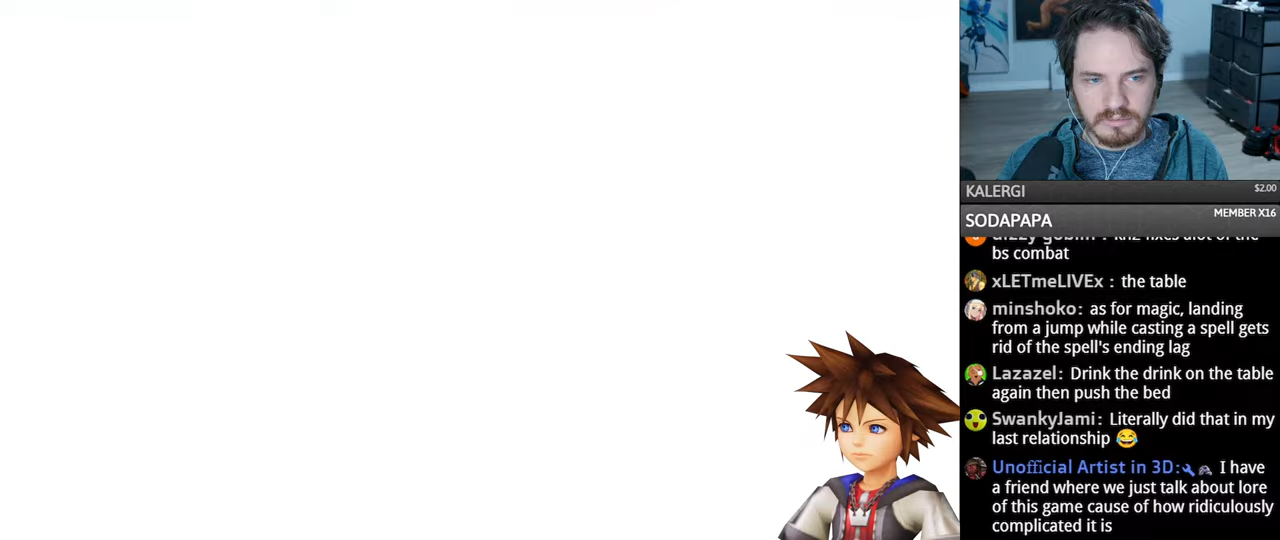 KALERGI
$2.00
SODAPAPA
MEMBER X16
bs combat
xLETmeLIVEx : the table
minshoko: as for magic, landing
from a jump while casting a spell gets
rid of the spell's ending lag
Lazazel: Drink the drink on the table
again then push the bed
SwankyJami: Literally did that in my
last relationship 😂
Unofficial Artist in 3D: I have
a friend where we just talk about lore
of this game cause of how ridiculously
complicated it is